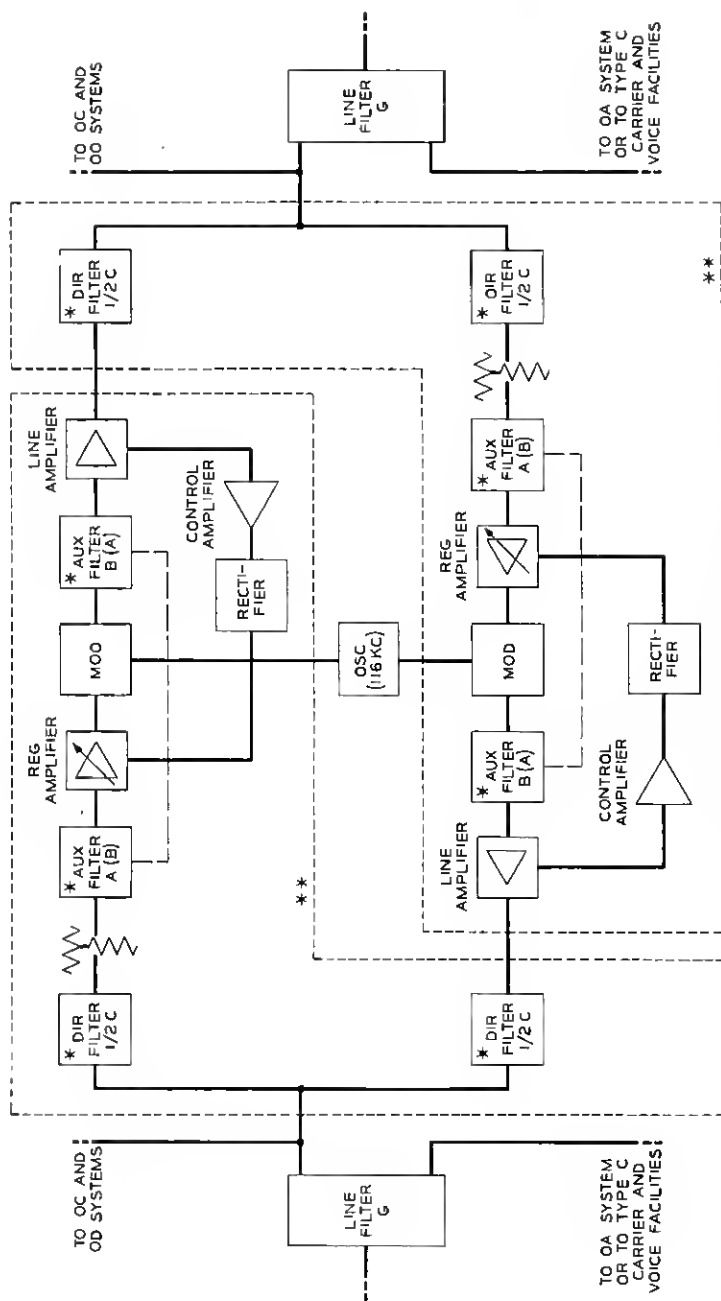 TO OC AND
OD SYSTEMS
LINE
FILTER
G
TO OA SYSTEM
OR TO TYPE C
CARRIER AND
VOICE FACILITIES
* DIR
FILTER
1/2 C
* AUX
FILTER
A (B)
REG
AMPLIFIER
MOO
* AUX
FILTER
B (A)
LINE
AMPLIFIER
* DIR
FILTER
1/2 C
CONTROL
AMPLIFIER
RECTI-
FIER
**
OSC
(116 KC)
* DIR
FILTER
1/2 C
LINE
AMPLIFIER
* AUX
FILTER
B (A)
MOD
REG
AMPLIFIER
* AUX
FILTER
A (B)
* OIR
FILTER
1/2 C
CONTROL
AMPLIFIER
RECTI-
FIER
**
TO OC AND
OO SYSTEMS
LINE
FILTER
G
TO OA SYSTEM
OR TO TYPE C
CARRIER AND
VOICE FACILITIES